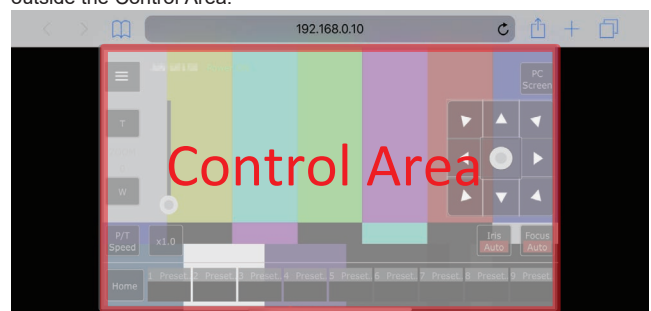 outside the Control Area.
192.168.0.10
PC
Screen
T
Control Area
W
P/T
Speed
x1.0
Iris
Auto
Focus
Auto
Home
1 Preset. 2 Preset. 3 Preset. 4 Preset. 5 Preset. 6 Preset. 7 Preset. 8 Preset. 9 Preset.